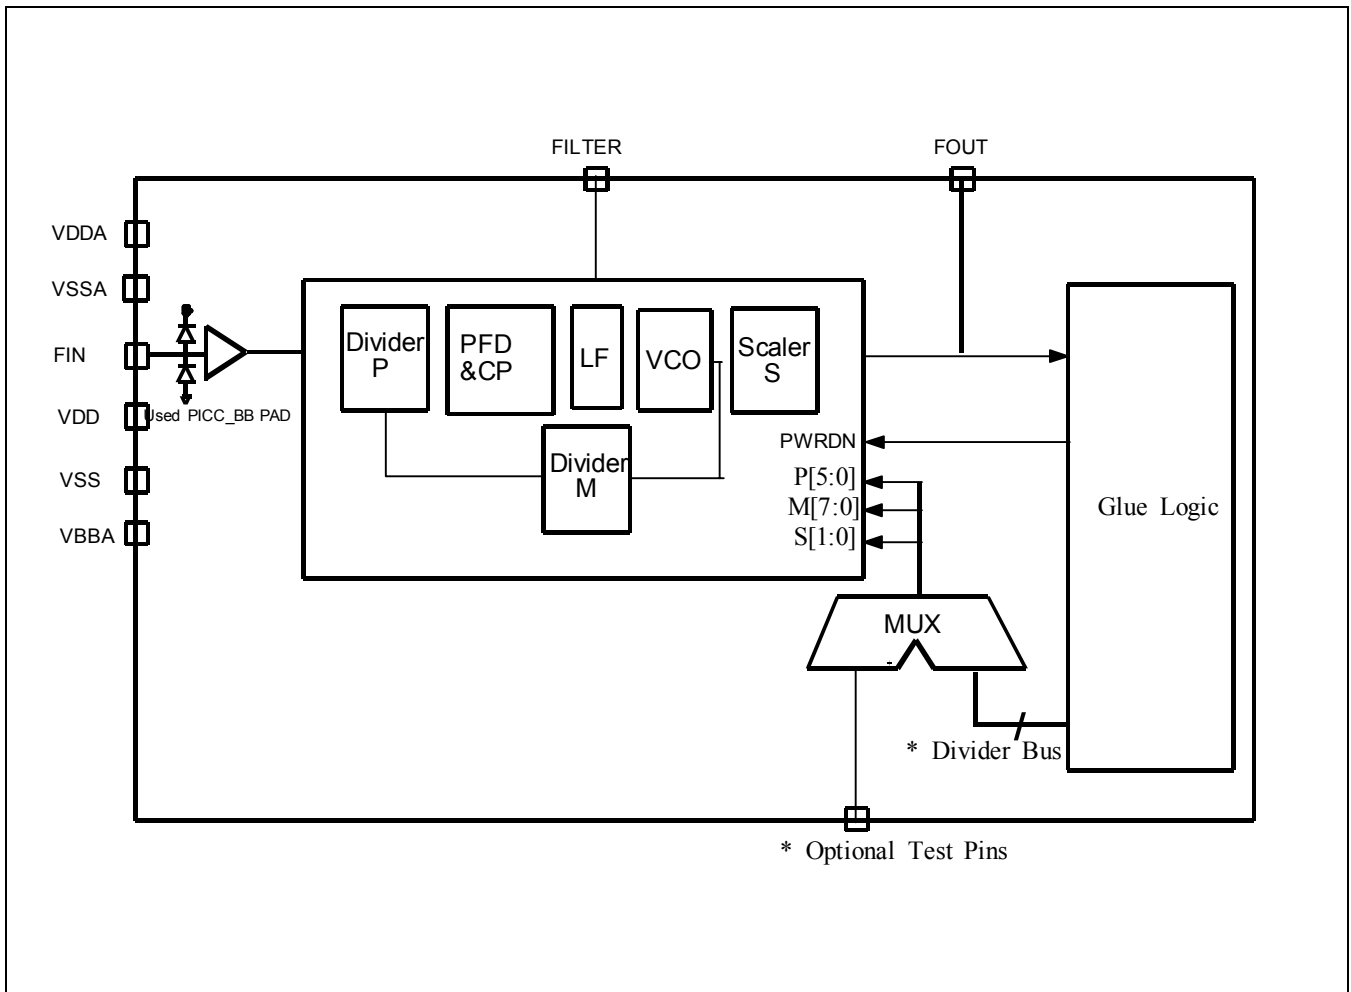 FILTER
FOUT
VDDA
VSSA
FIN
VDD
Used PICC_BB PAD
VSS
VBBA
Divider
P
PFD
&CP
LF
VCO
Scaler
S
Divider
M
PWRDN
P[5:0]
M[7:0]
S[1:0]
Glue Logic
MUX
* Divider Bus
* Optional Test Pins